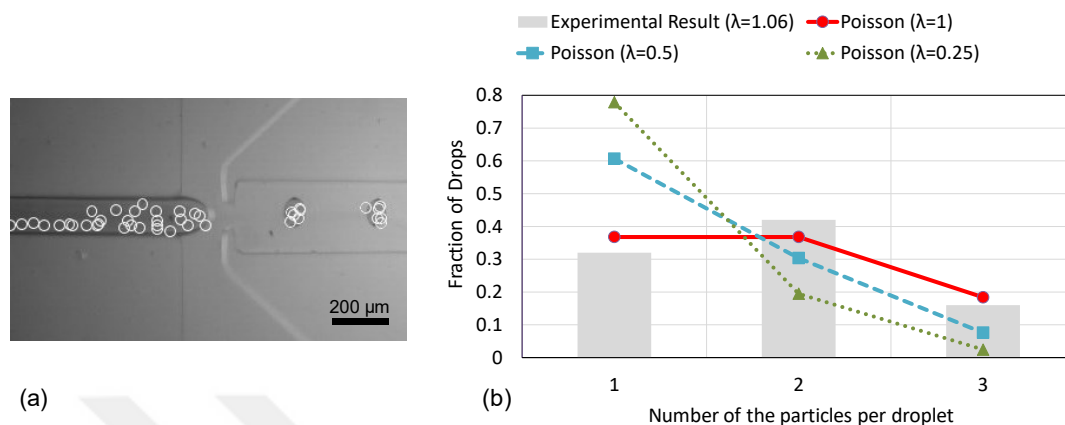 Experimental Result (λ=1.06)
Poisson (λ=1)
Poisson (λ=0.5)
Poisson (λ=0.25)
200 µm
(a)
Fraction of Drops
0.8
0.7
0.6
0.5
0.4
0.3
0.2
0.1
0
1
2
3
(b)
Number of the particles per droplet